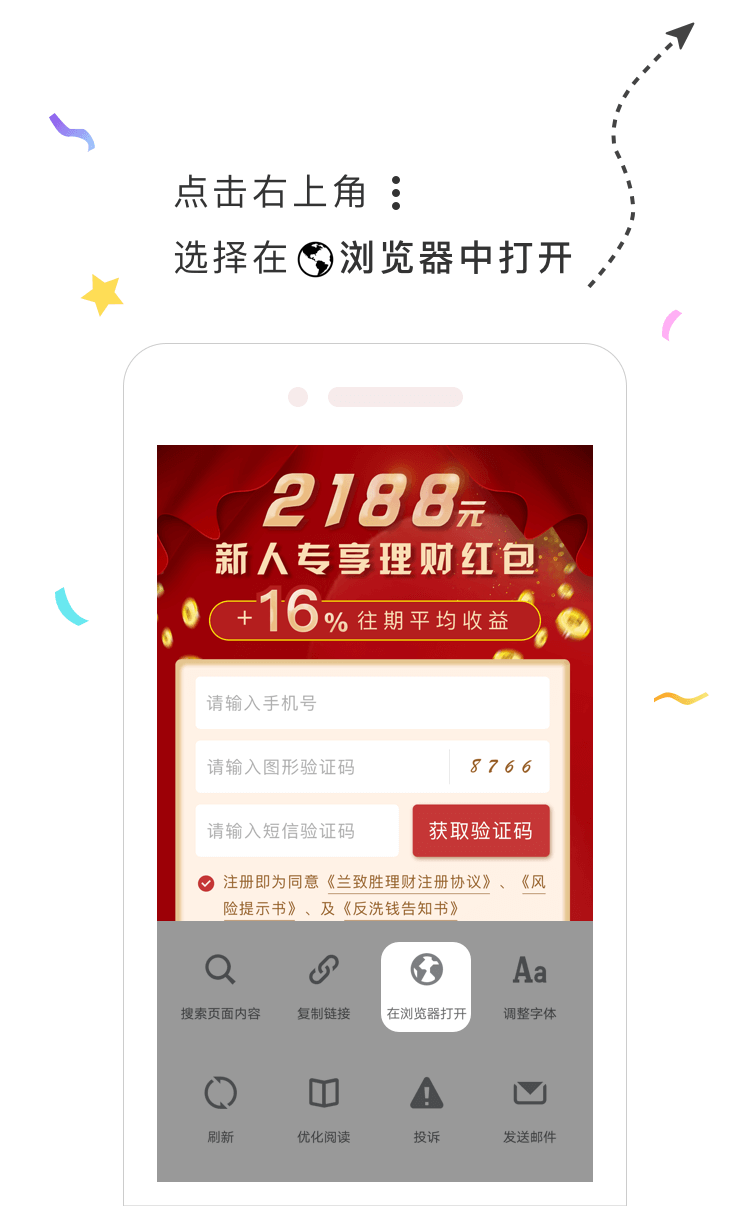 点击右上角
选择在浏览器中打开
2188元
新人专享理财红包
+16%往期平均收益
请输入手机号
请输入图形验证码 8766
请输入短信验证码 获取验证码
注册即为同意《兰致胜理财注册协议》、《风
险提示书》、及《反洗钱告知书》
搜索页面内容 复制链接 在浏览器打开 Aa 调整字体
刷新 优化阅读 投诉 发送邮件